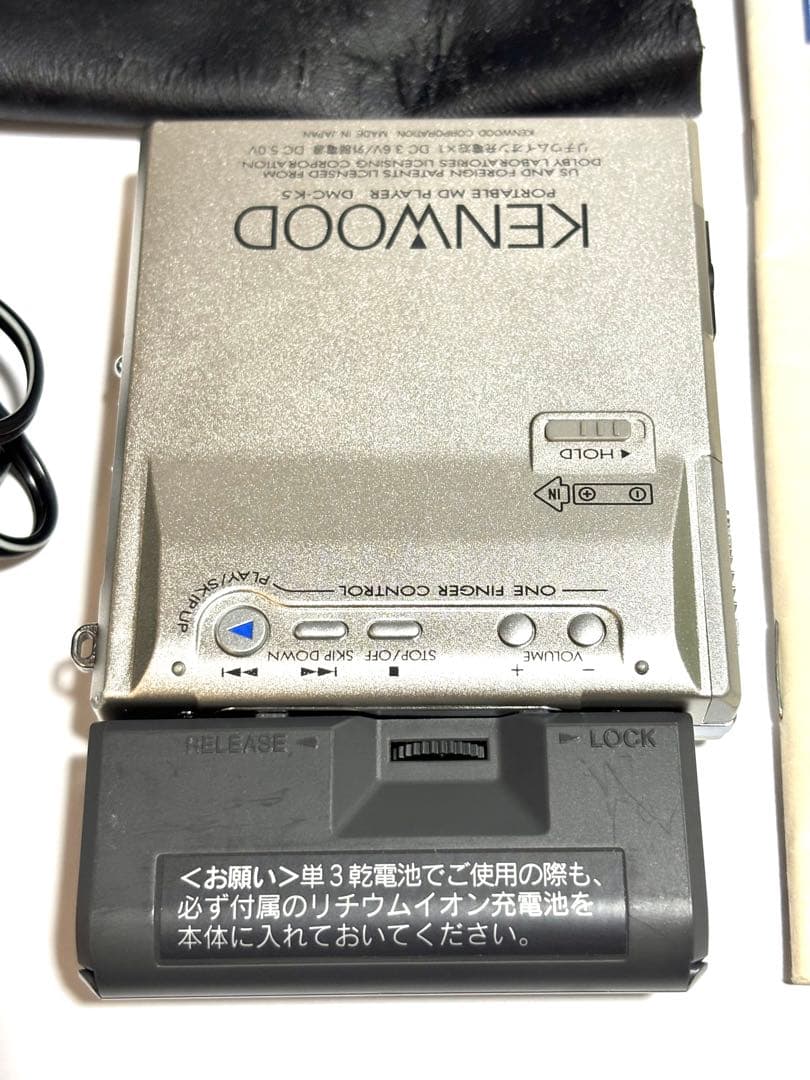 KENWOOD
PORTABLE MD PLAYER DMC-K5
US AND FOREIGN PATENTS LICENSED FROM
DOLBY LABORATORIES LICENSING CORPORATION
リチウムイオン充電池×1 DC 3.6V/外部電源 DC 5.0V
KENWOOD CORPORATION MADE IN JAPAN
◀ HOLD
IN
ONE FINGER CONTROL
PLAY/SKIP UP
VOLUME
− +
STOP/OFF
SKIP DOWN
RELEASE ◄
► LOCK
<お願い>単3乾電池でご使用の際も、
必ず付属のリチウムイオン充電池を
本体に入れておいてください。